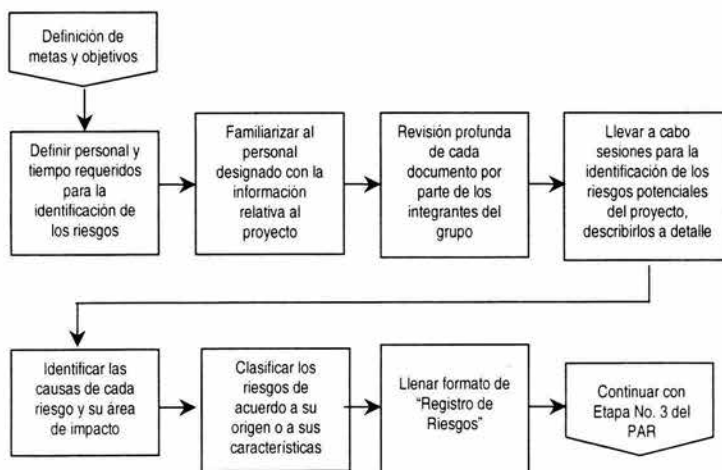 Definición de
metas y objetivos
Definir personal y
tiempo requeridos
para la
identificación de
los riesgos
Familiarizar al
personal
designado con la
información
relativa al
proyecto
Revisión profunda
de cada
documento por
parte de los
integrantes del
grupo
Llevar a cabo
sesiones para la
identificación de los
riesgos potenciales
del proyecto,
describirlos a detalle
Identificar las
causas de cada
riesgo y su área
de impacto
Clasificar los
riesgos de
acuerdo a su
origen o a sus
características
Llenar formato de
“Registro de
Riesgos”
Continuar con
Etapa No. 3 del
PAR